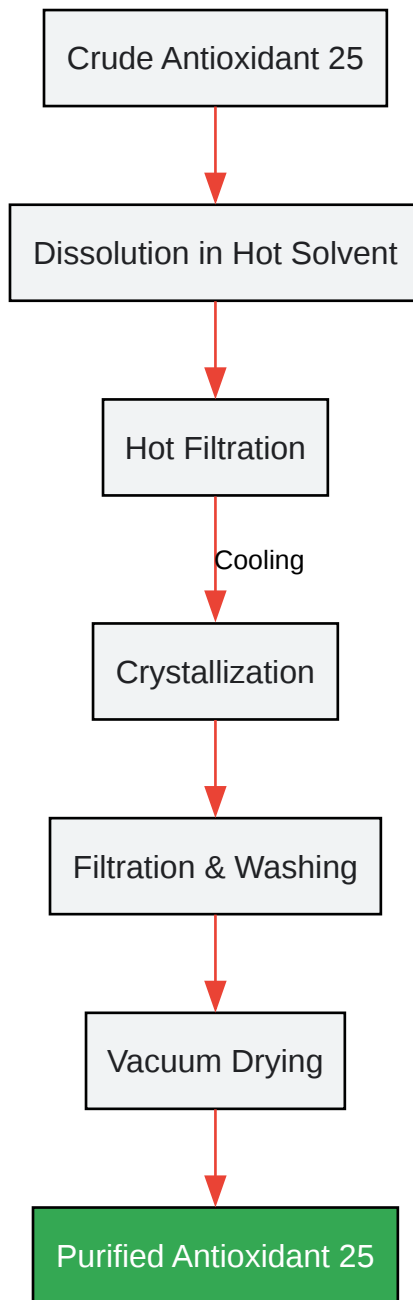 Crude Antioxidant 25
Dissolution in Hot Solvent
Hot Filtration
Cooling
Crystallization
Filtration & Washing
Vacuum Drying
Purified Antioxidant 25